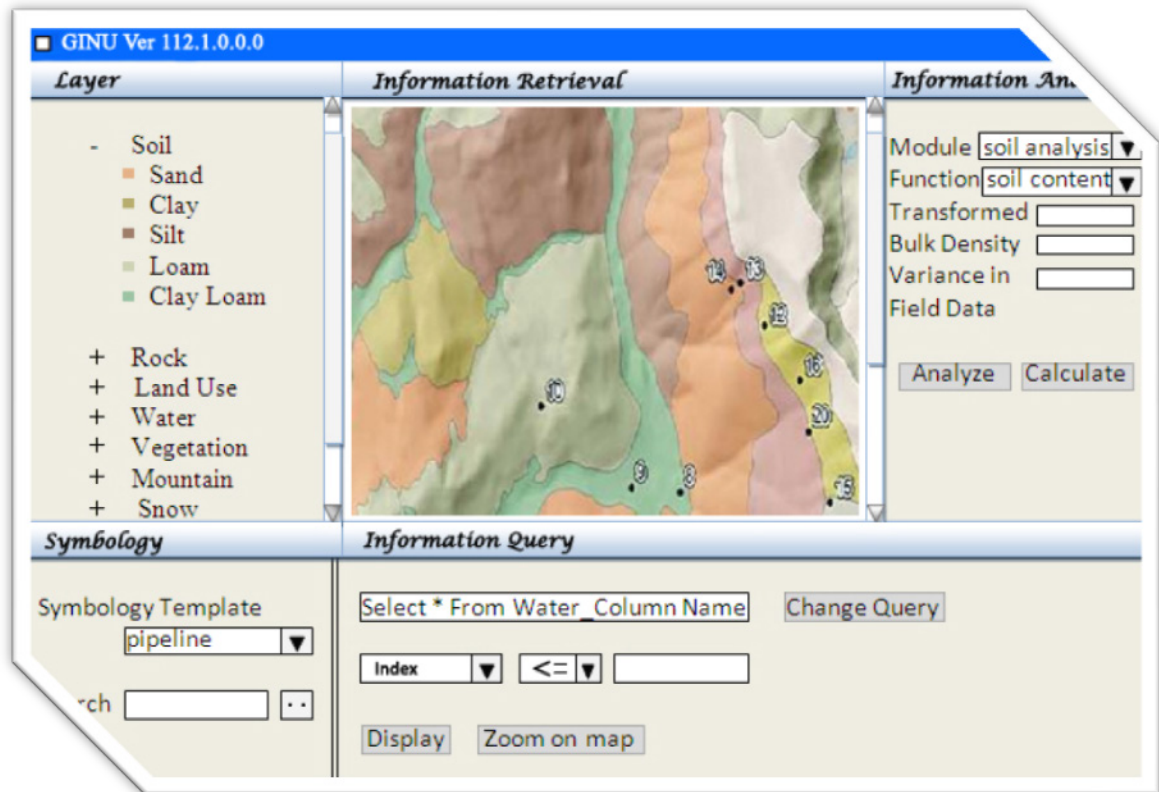 GINU Ver 112.1.0.0.0
Layer
- Soil
Sand
Clay
Silt
Loam
Clay Loam
+ Rock
+ Land Use
+ Water
+ Vegetation
+ Mountain
+ Snow
Information Retrieval
14 13
12
16
10
20
9 8
15
Information
Module soil analysis
Function soil content
Transformed
Bulk Density
Variance in
Field Data
Analyze Calculate
Symbology
Symbology Template
pipeline
..
Information Query
Select * From Water_Column Name Change Query
Index <=
Display Zoom on map